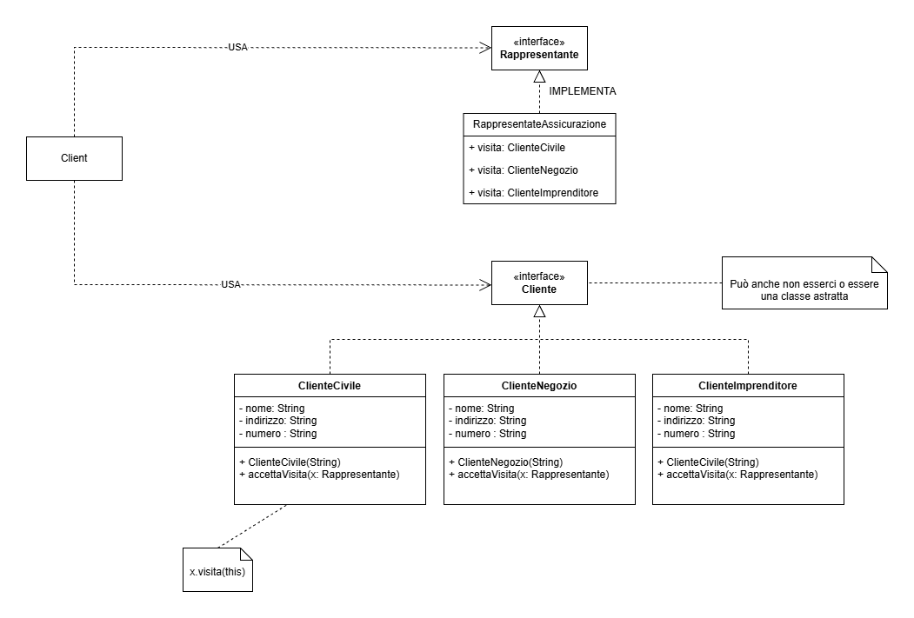 USA
«interface»
Rappresentante
IMPLEMENTA
RappresentateAssicurazione
+ visita: ClienteCivile
+ visita: ClienteNegozio
+ visita: ClienteImprenditore
Client
USA
«interface»
Cliente
Può anche non esserci o essere
una classe astratta
ClienteCivile
- nome: String
- indirizzo: String
- numero : String
+ ClienteCivile(String)
+ accettaVisita(x: Rappresentante)
ClienteNegozio
- nome: String
- indirizzo: String
- numero : String
+ ClienteNegozio(String)
+ accettaVisita(x: Rappresentante)
ClienteImprenditore
- nome: String
- indirizzo: String
- numero : String
+ ClienteCivile(String)
+ accettaVisita(x: Rappresentante)
x.visita(this)